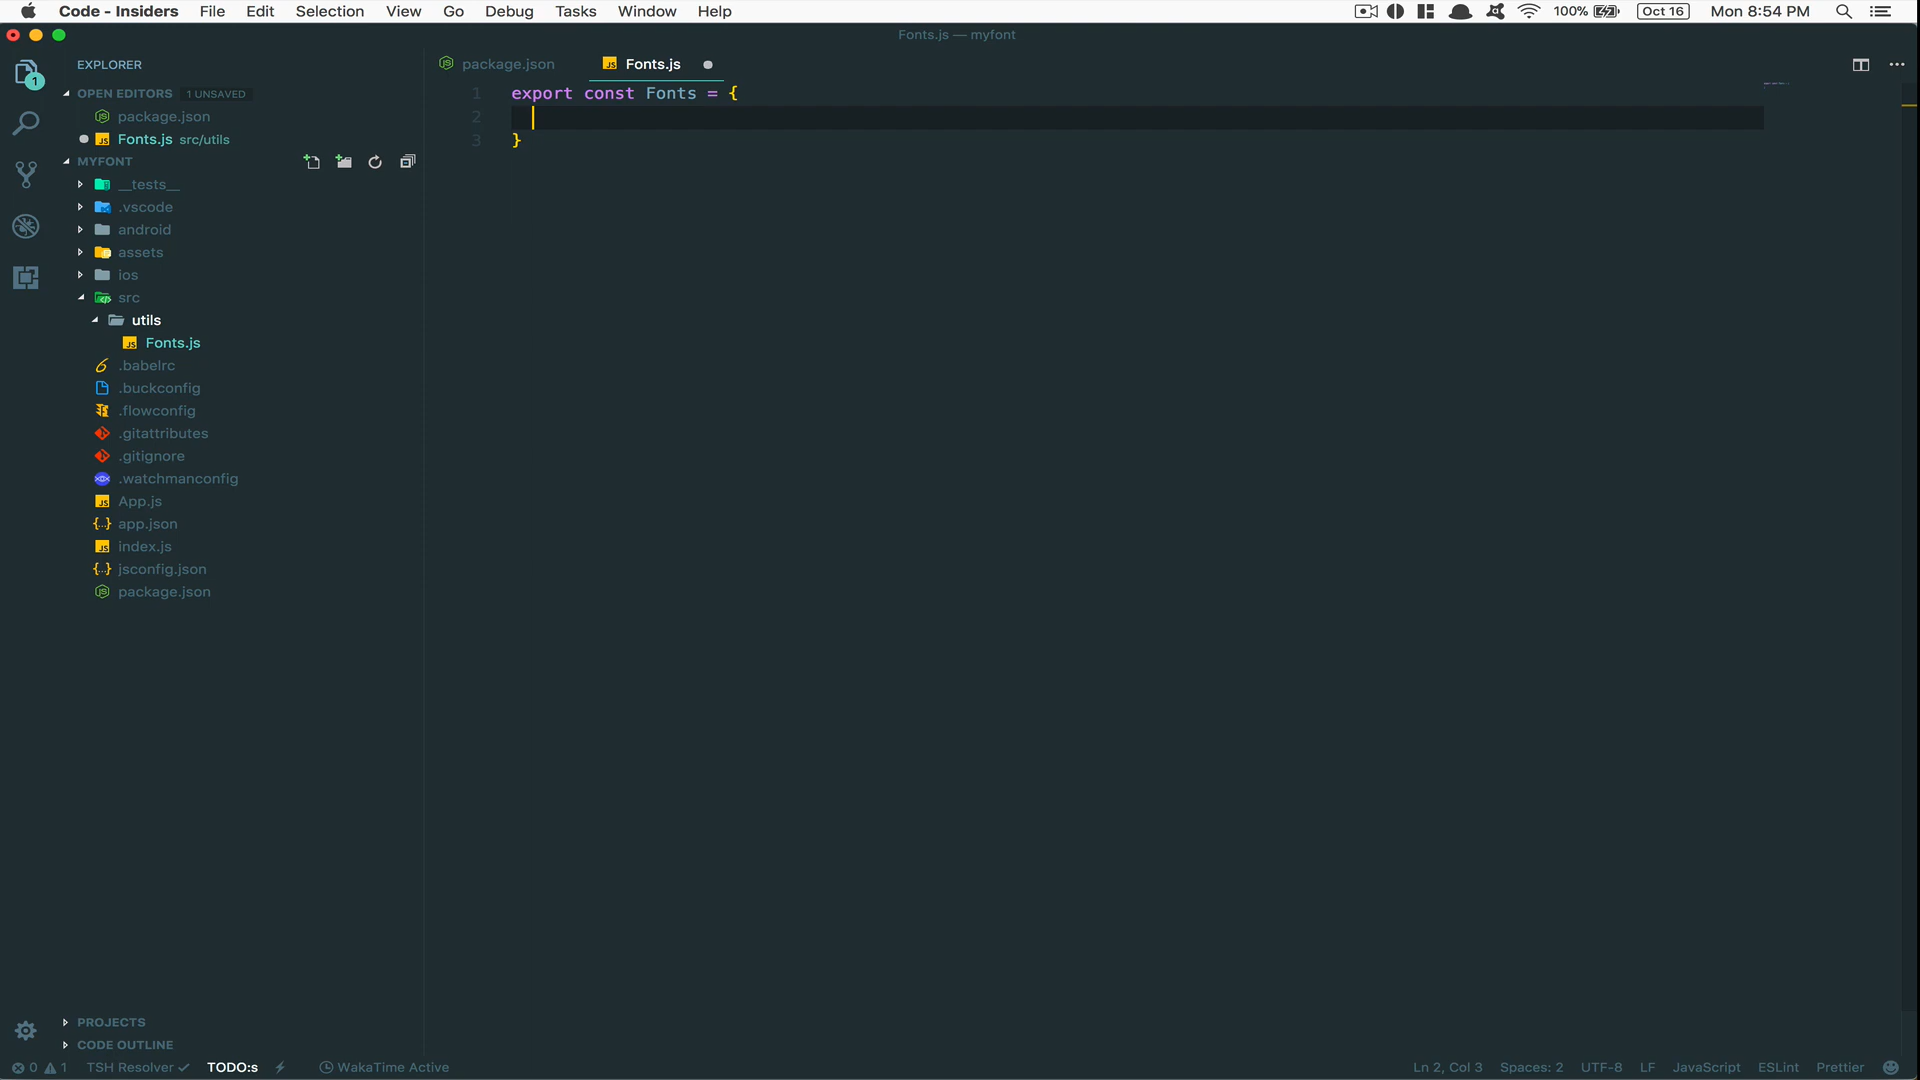 Code - Insiders File Edit Selection View Go Debug Tasks Window Help 100% Oct 16 Mon 8:54 PM
Fonts.js — myfont
EXPLORER
OPEN EDITORS 1 UNSAVED
package.json
Fonts.js src/utils
MYFONT
__tests__
.vscode
android
assets
ios
src
utils
Fonts.js
.babelrc
.buckconfig
.flowconfig
.gitattributes
.gitignore
.watchmanconfig
App.js
app.json
index.js
jsconfig.json
package.json
PROJECTS
CODE OUTLINE
package.json Fonts.js
1 export const Fonts = {
2
3 }
0 1 TSH Resolver TODO:s WakaTime Active Ln 2, Col 3 Spaces: 2 UTF-8 LF JavaScript ESLint Prettier